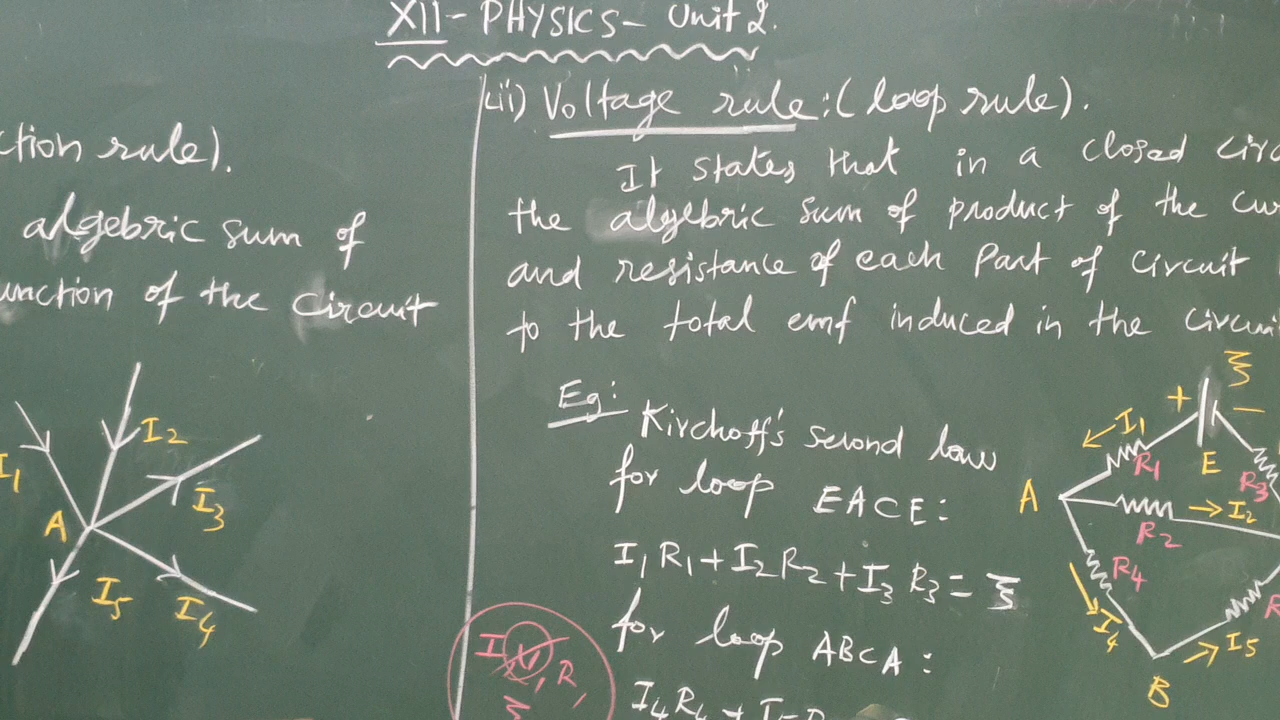 XII - PHYSICS - Unit 2.
ction rule).
algebric sum of
unction of the circuit
I1
I2
I3
A
I5
I4
(ii) Voltage rule: (loop rule).
It states that in a closed circ
the algebric sum of product of the cur
and resistance of each Part of circuit
to the total emf induced in the circui
Eg: Kirchoff's second law
for loop EACE:
I1R1 + I2R2 + I3R3 = ξ
for loop ABCA:
I4R4 +
I
R,
ξ
ξ
+ −
I1
R1
E
R3
A
I2
R2
R4
I4
R
I5
B